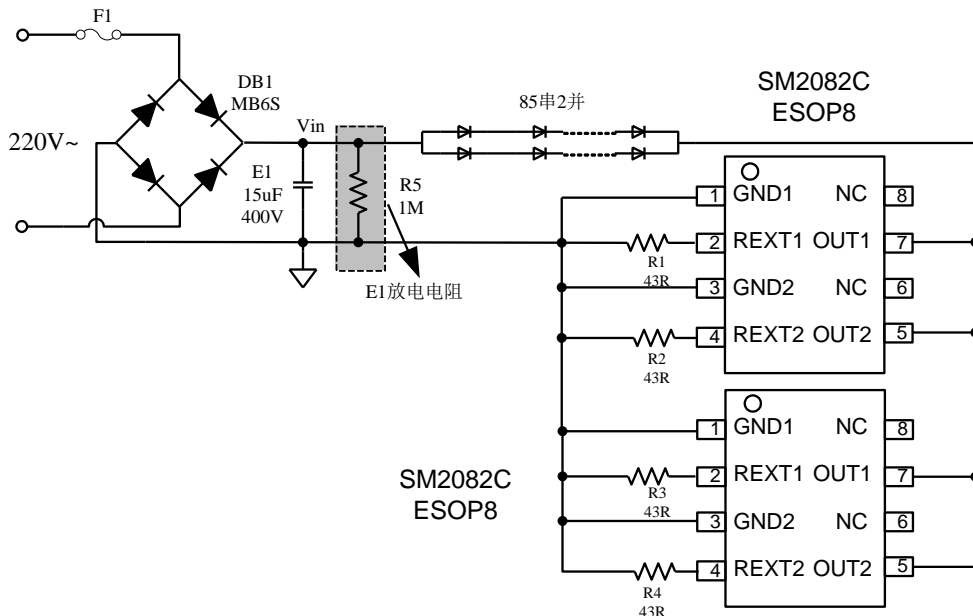 F1
DB1
MB6S
220V~
Vin
E1
15uF
400V
R5
1M
E1放电电阻
85串2并
SM2082C
ESOP8
1 GND1 NC 8
2 REXT1 OUT1 7
3 GND2 NC 6
4 REXT2 OUT2 5
R1
43R
R2
43R
SM2082C
ESOP8
1 GND1 NC 8
2 REXT1 OUT1 7
3 GND2 NC 6
4 REXT2 OUT2 5
R3
43R
R4
43R